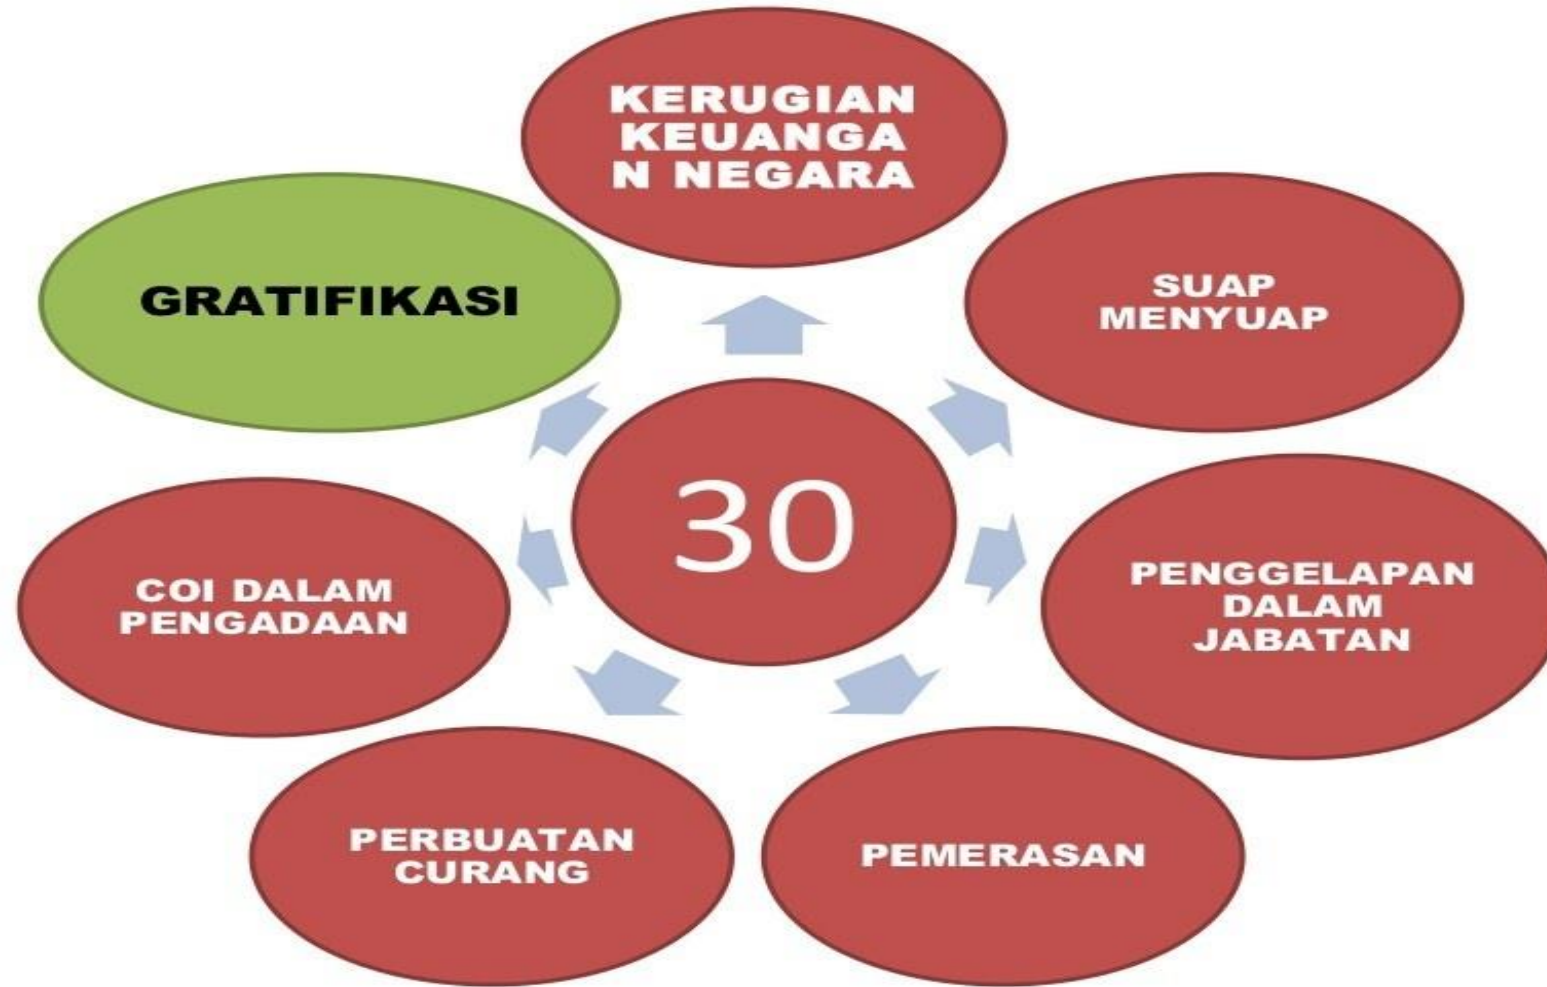 KERUGIAN
KEUANGA
N NEGARA
GRATIFIKASI
SUAP
MENYUAP
30
COI DALAM
PENGADAAN
PENGGELAPAN
DALAM
JABATAN
PERBUATAN
CURANG
PEMERASAN